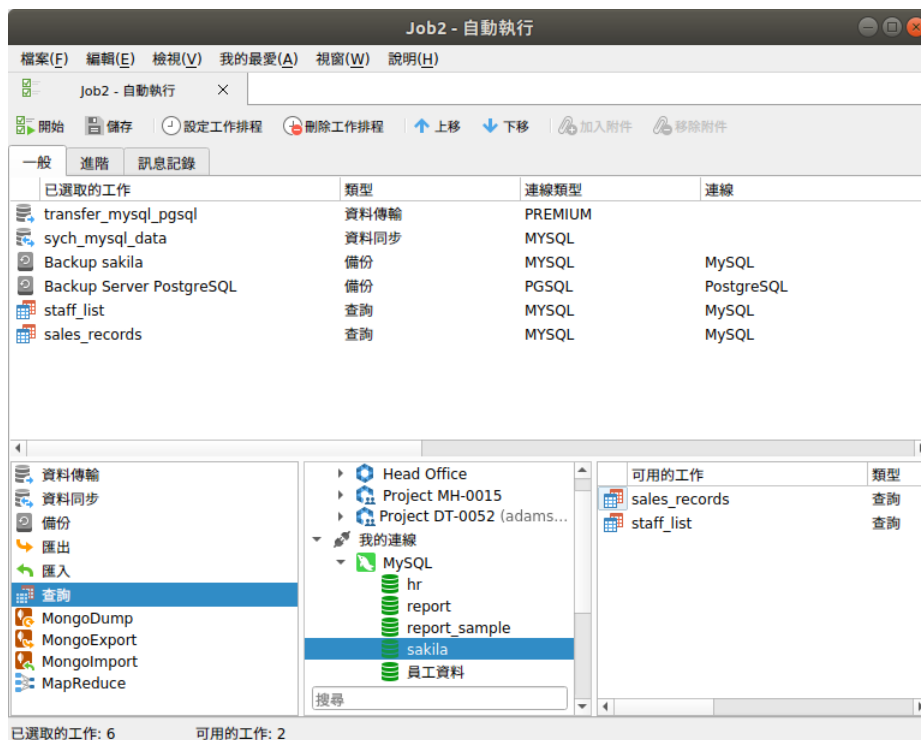 Job2 - 自動執行
檔案(F) 編輯(E) 檢視(V) 我的最愛(A) 視窗(W) 說明(H)
Job2 - 自動執行
開始 儲存 設定工作排程 刪除工作排程 上移 下移 加入附件 移除附件
一般 進階 訊息記錄
已選取的工作 類型 連線類型 連線
transfer_mysql_pgsql 資料傳輸 PREMIUM
sych_mysql_data 資料同步 MYSQL
Backup sakila 備份 MYSQL MySQL
Backup Server PostgreSQL 備份 PGSQL PostgreSQL
staff_list 查詢 MYSQL MySQL
sales_records 查詢 MYSQL MySQL
資料傳輸
資料同步
備份
匯出
匯入
查詢
MongoDump
MongoExport
MongoImport
MapReduce
Head Office
Project MH-0015
Project DT-0052 (adams...
我的連線
MySQL
hr
report
report_sample
sakila
員工資料
搜尋
可用的工作 類型
sales_records 查詢
staff_list 查詢
已選取的工作: 6 可用的工作: 2